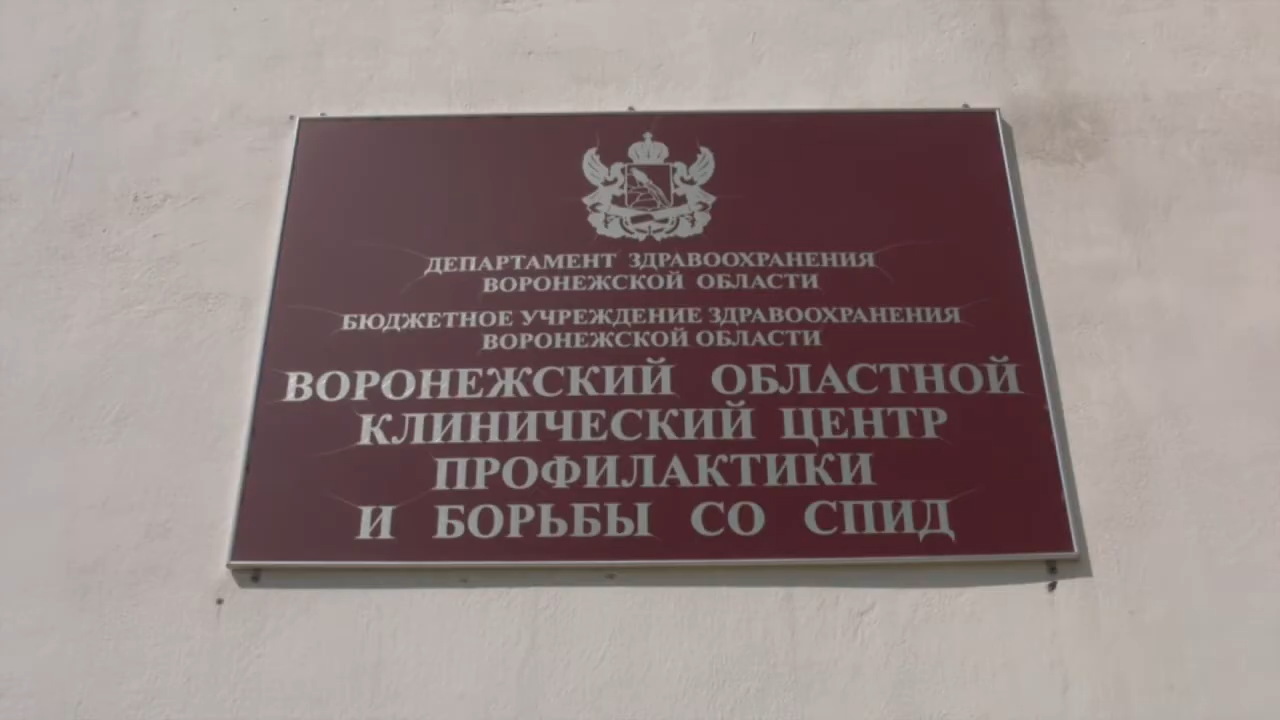 ДЕПАРТАМЕНТ ЗДРАВООХРАНЕНИЯ
ВОРОНЕЖСКОЙ ОБЛАСТИ
БЮДЖЕТНОЕ УЧРЕЖДЕНИЕ ЗДРАВООХРАНЕНИЯ
ВОРОНЕЖСКОЙ ОБЛАСТИ
ВОРОНЕЖСКИЙ ОБЛАСТНОЙ
КЛИНИЧЕСКИЙ ЦЕНТР
ПРОФИЛАКТИКИ
И БОРЬБЫ СО СПИД